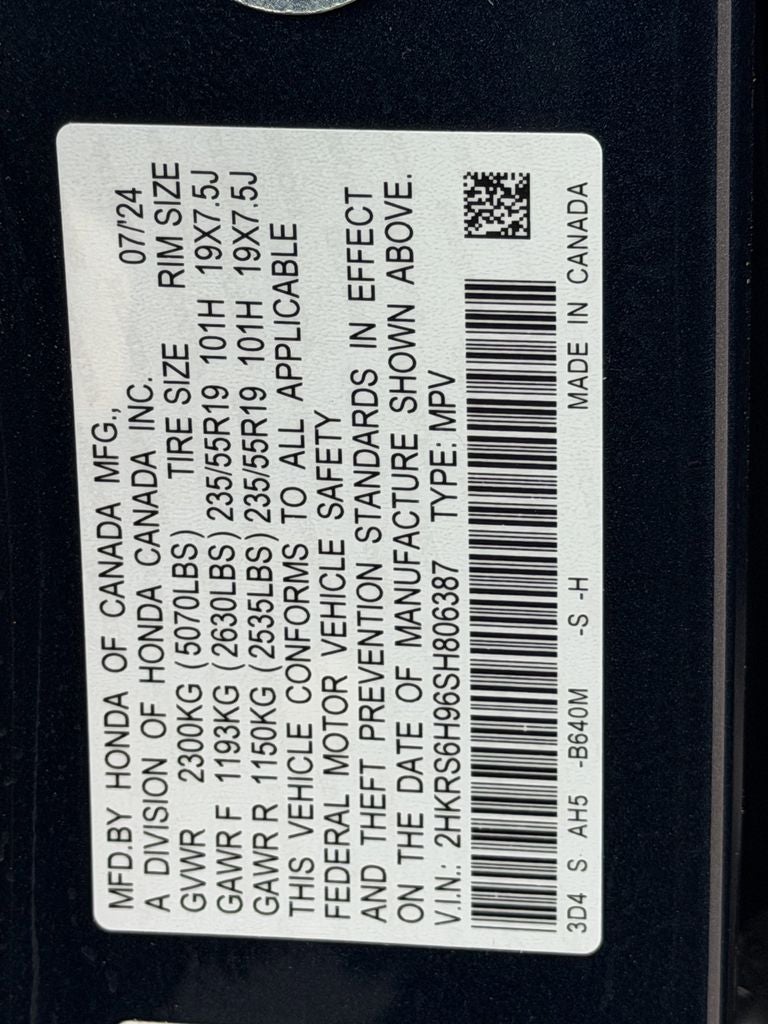 MFD.BY HONDA OF CANADA MFG., 07/'24
A DIVISION OF HONDA CANADA INC.
GVWR 2300KG (5070LBS) TIRE SIZE RIM SIZE
GAWR F 1193KG (2630LBS) 235/55R19 101H 19X7.5J
GAWR R 1150KG (2535LBS) 235/55R19 101H 19X7.5J
THIS VEHICLE CONFORMS TO ALL APPLICABLE
FEDERAL MOTOR VEHICLE SAFETY
AND THEFT PREVENTION STANDARDS IN EFFECT
ON THE DATE OF MANUFACTURE SHOWN ABOVE.
V.I.N.: 2HKRS6H96SH806387 TYPE: MPV
3D4 S AH5 -B640M -S -H MADE IN CANADA